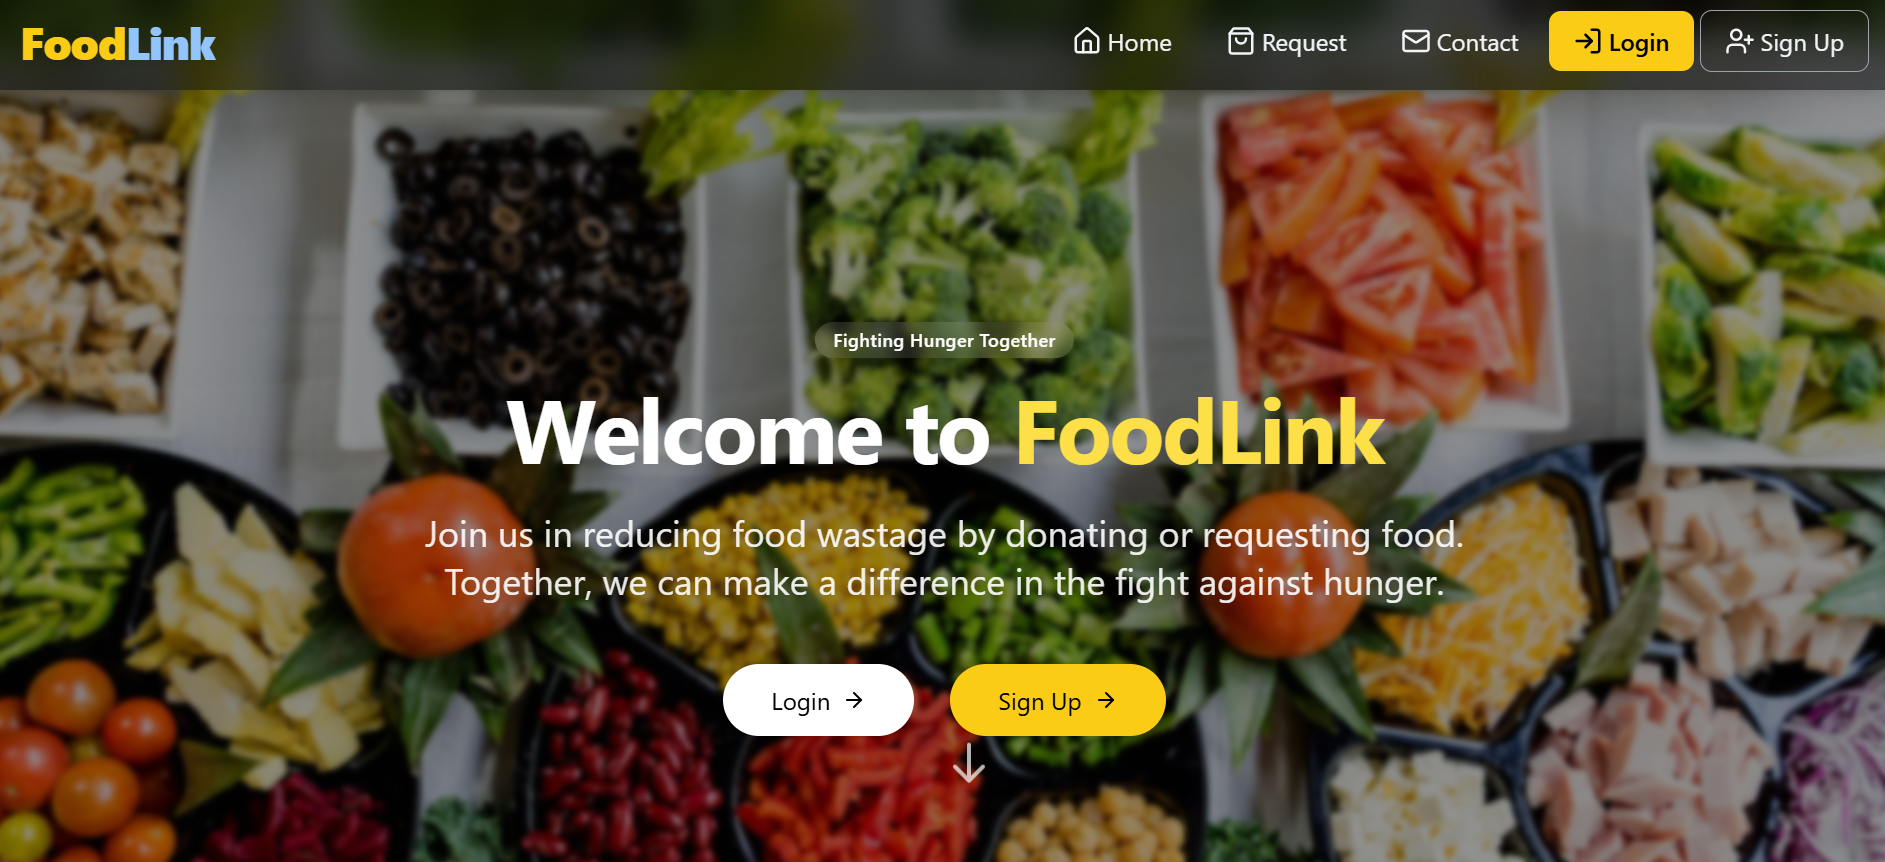 FoodLink
Home
Request
Contact
Login
Sign Up
Fighting Hunger Together
Welcome to FoodLink
Join us in reducing food wastage by donating or requesting food.
Together, we can make a difference in the fight against hunger.
Login
Sign Up